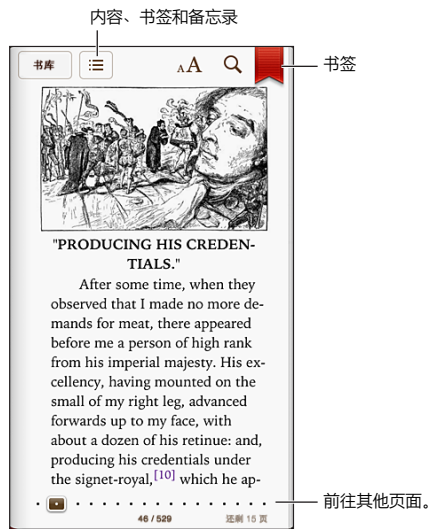 内容、书签和备忘录
书库
AA
书签
"PRODUCING HIS CREDEN-
TIALS."
After some time, when they
observed that I made no more de-
mands for meat, there appeared
before me a person of high rank
from his imperial majesty. His ex-
cellency, having mounted on the
small of my right leg, advanced
forwards up to my face, with
about a dozen of his retinue: and,
producing his credentials under
the signet-royal,[10] which he ap-
前往其他页面。
46 / 529 还剩 15 页